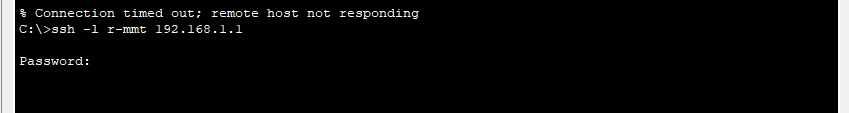 % Connection timed out; remote host not responding
C:\>ssh -l r-mmt 192.168.1.1
Password: